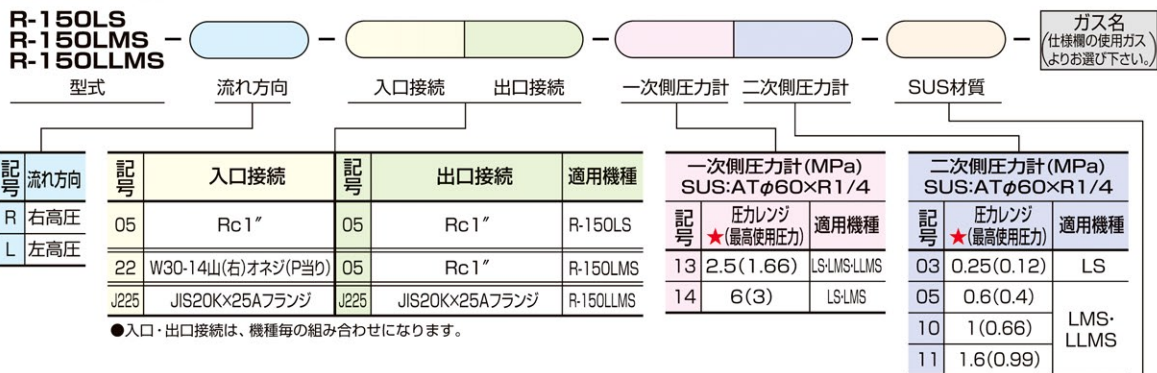 R-150LS
R-150LMS
R-150LLMS
型式
流れ方向
入口接続
出口接続
一次側圧力計
二次側圧力計
SUS材質
ガス名
(仕様欄の使用ガス
よりお選び下さい。)
記号 流れ方向
R 右高圧
L 左高圧
記号 入口接続 記号 出口接続 適用機種
05 Rc1″ 05 Rc1″ R-150LS
22 W30-14山(右)オネジ(P当り) 05 Rc1″ R-150LMS
J225 JIS20K×25Aフランジ J225 JIS20K×25Aフランジ R-150LLMS
●入口・出口接続は、機種毎の組み合わせになります。
一次側圧力計(MPa)
SUS:ATφ60×R1/4
記号 圧力レンジ ★(最高使用圧力) 適用機種
13 2.5(1.66) LS・LMS・LLMS
14 6(3) LS・LMS
二次側圧力計(MPa)
SUS:ATφ60×R1/4
記号 圧力レンジ ★(最高使用圧力) 適用機種
03 0.25(0.12) LS
05 0.6(0.4) LMS・LLMS
10 1(0.66)
11 1.6(0.99)